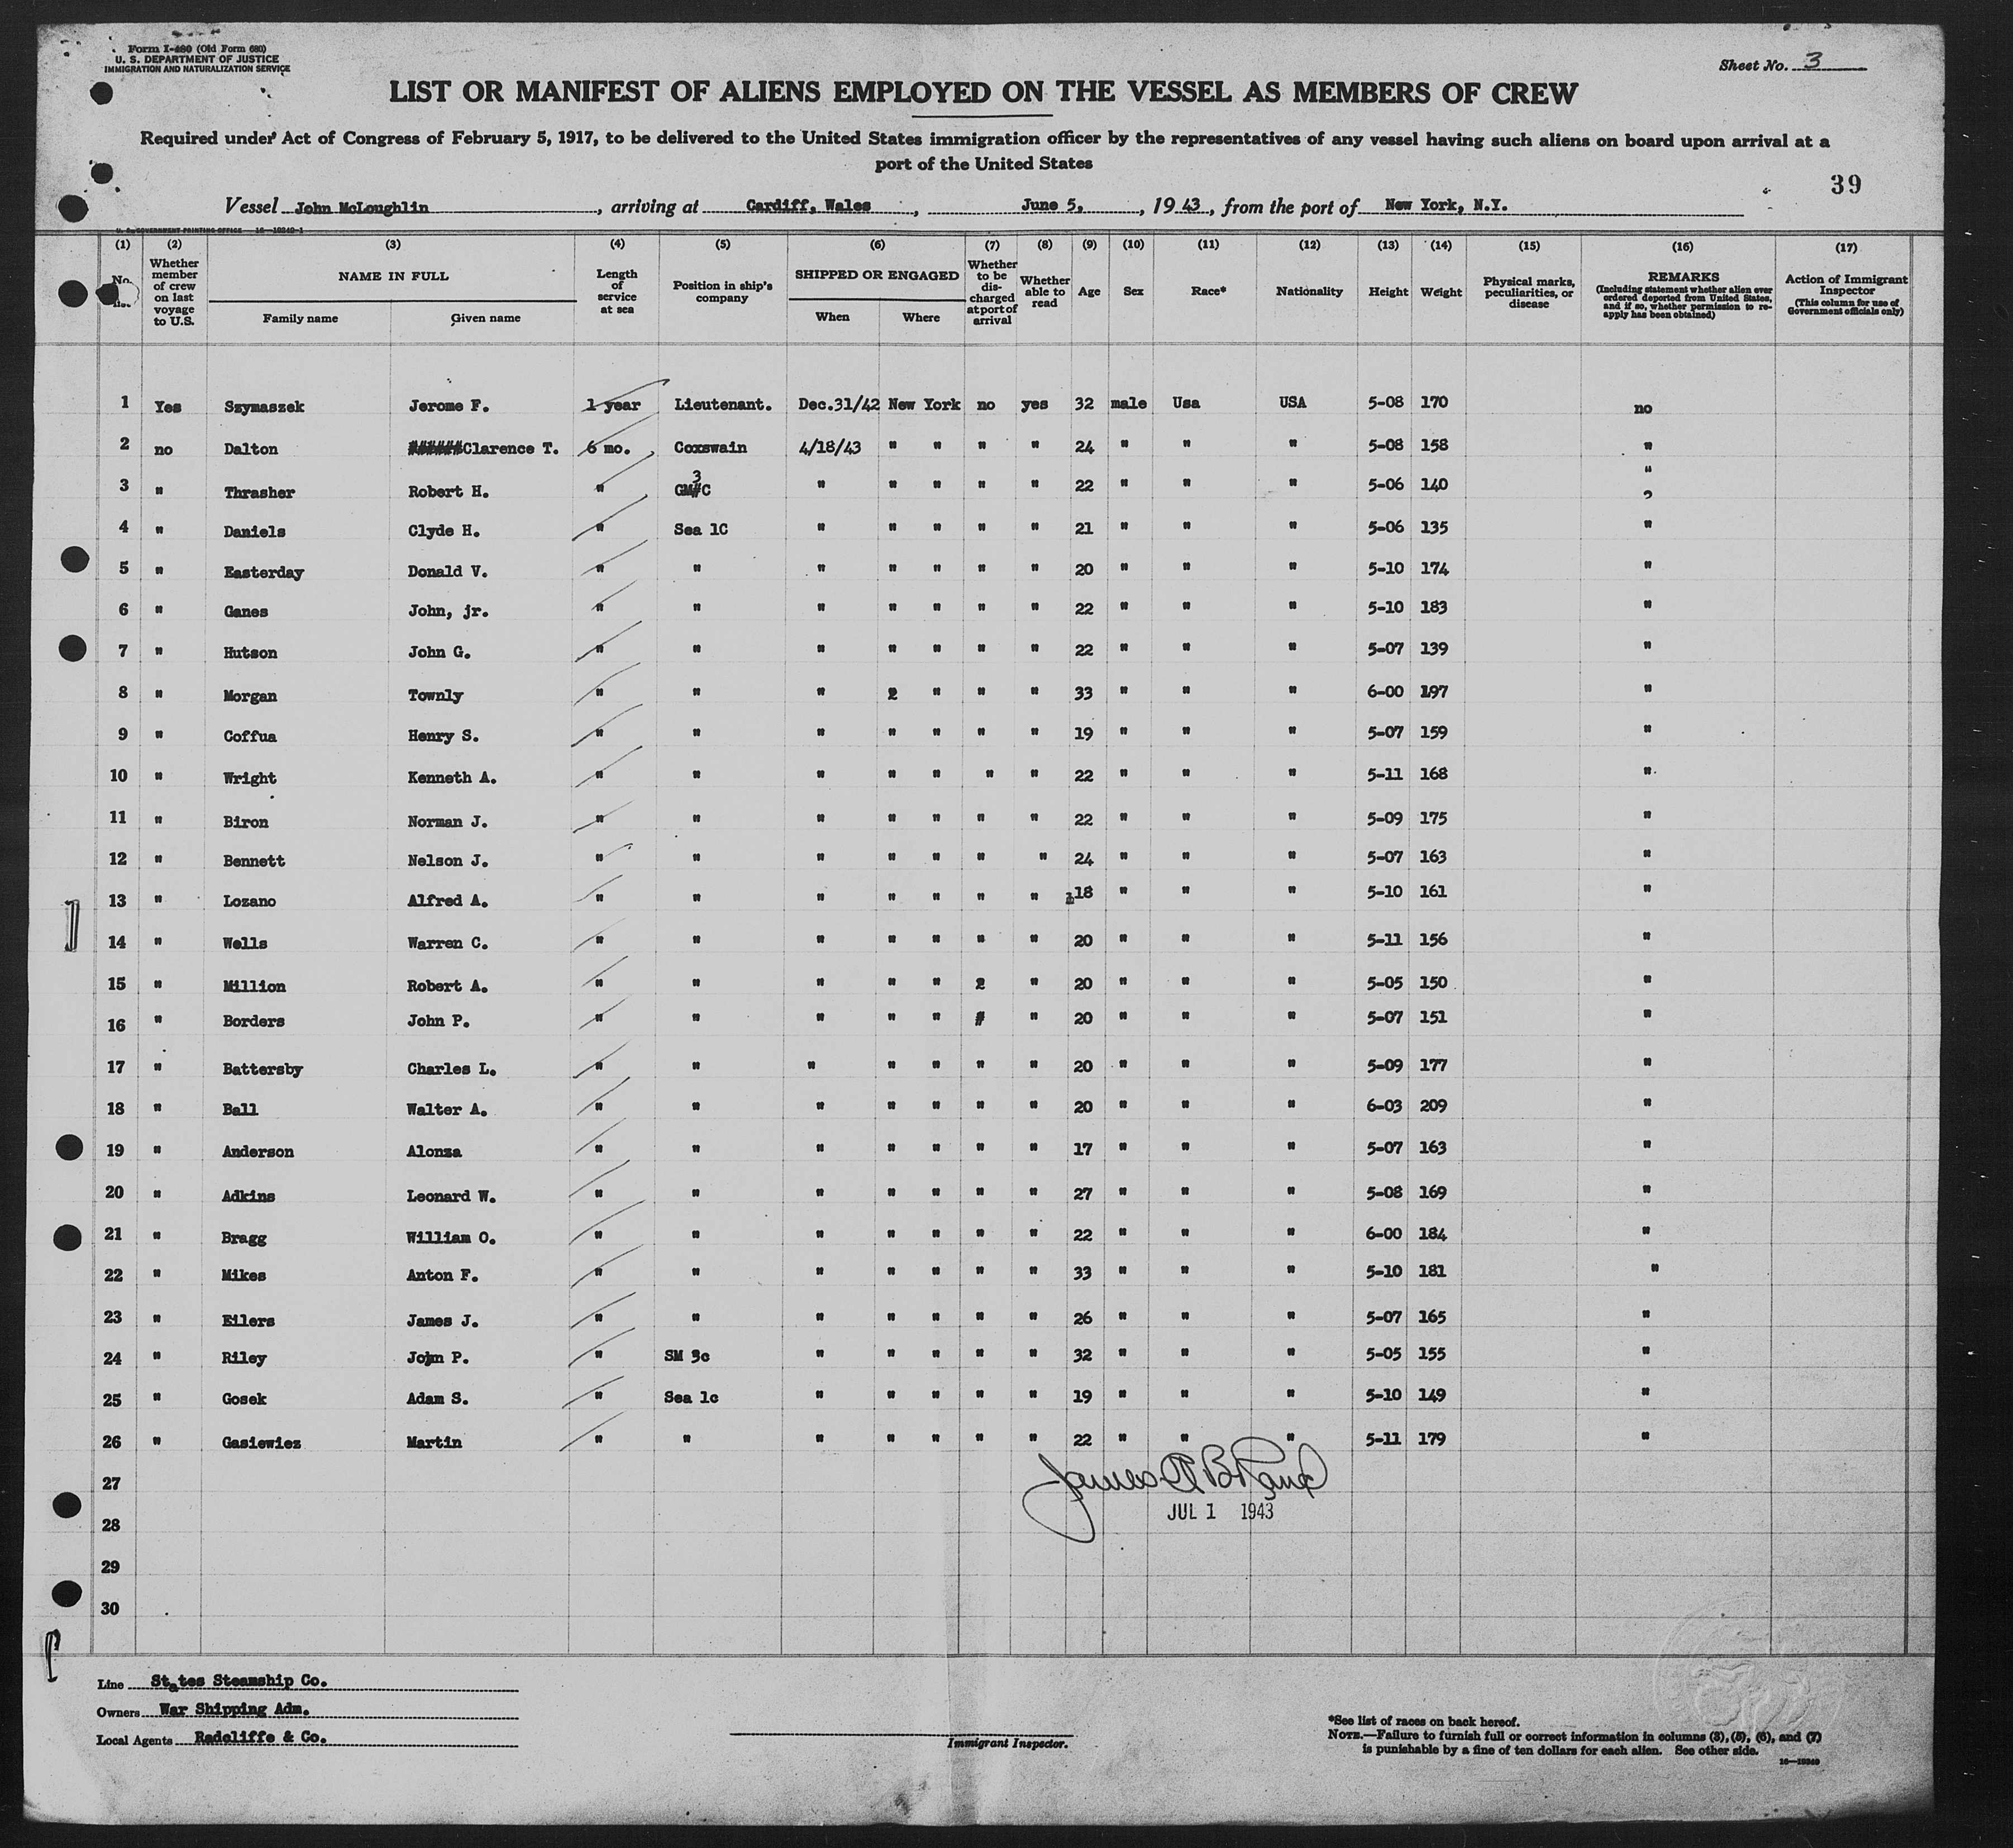 Form I-480 (Old Form 680)
U. S. DEPARTMENT OF JUSTICE
IMMIGRATION AND NATURALIZATION SERVICE
Sheet No. 3
LIST OR MANIFEST OF ALIENS EMPLOYED ON THE VESSEL AS MEMBERS OF CREW
Required under Act of Congress of February 5, 1917, to be delivered to the United States immigration officer by the representatives of any vessel having such aliens on board upon arrival at a
port of the United States
39
Vessel John McLoughlin, arriving at Cardiff, Wales, June 5, 1943, from the port of New York, N.Y.
U. S. GOVERNMENT PRINTING OFFICE 16—19240-1
(1) (2) (3) (4) (5) (6) (7) (8) (9) (10) (11) (12) (13) (14) (15) (16) (17)
No. Whether member of crew on last voyage to U.S. NAME IN FULL Family name Given name Length of service at sea Position in ship's company SHIPPED OR ENGAGED When Where Whether to be discharged at port of arrival Whether able to read Age Sex Race* Nationality Height Weight Physical marks, peculiarities, or disease REMARKS (Including statement whether alien ever ordered deported from United States, and if so, whether permission to reapply has been obtained) Action of Immigrant Inspector (This column for use of Government officials only)
1 Yes Szymaszek Jerome F. 1 year Lieutenant. Dec.31/42 New York no yes 32 male Usa USA 5-08 170 no
2 no Dalton ######Clarence T. 6 mo. Coxswain 4/18/43 " " " " 24 " " " 5-08 158 "
3 " Thrasher Robert H. " GM#C 3 " " " " " 22 " " " 5-06 140 "
4 " Daniels Clyde H. " Sea 1C " " " " " 21 " " " 5-06 135 "
5 " Easterday Donald V. " " " " " " " 20 " " " 5-10 174 "
6 " Ganes John, jr. " " " " " " " 22 " " " 5-10 183 "
7 " Hutson John G. " " " " " " " 22 " " " 5-07 139 "
8 " Morgan Townly " " " 2 " " " 33 " " " 6-00 197 "
9 " Coffua Henry S. " " " " " " " 19 " " " 5-07 159 "
10 " Wright Kenneth A. " " " " " " " 22 " " " 5-11 168 "
11 " Biron Norman J. " " " " " " " 22 " " " 5-09 175 "
12 " Bennett Nelson J. " " " " " " " 24 " " " 5-07 163 "
13 " Lozano Alfred A. " " " " " " " 18 " " " 5-10 161 "
14 " Wells Warren C. " " " " " " " 20 " " " 5-11 156 "
15 " Million Robert A. " " " " " 2 " 20 " " " 5-05 150 "
16 " Borders John P. " " " " " # " 20 " " " 5-07 151 "
17 " Battersby Charles L. " " " " " " " 20 " " " 5-09 177 "
18 " Ball Walter A. " " " " " " " 20 " " " 6-03 209 "
19 " Anderson Alonza " " " " " " " 17 " " " 5-07 163 "
20 " Adkins Leonard W. " " " " " " " 27 " " " 5-08 169 "
21 " Bragg William O. " " " " " " " 22 " " " 6-00 184 "
22 " Mikes Anton F. " " " " " " " 33 " " " 5-10 181 "
23 " Eilers James J. " " " " " " " 26 " " " 5-07 165 "
24 " Riley John P. " SM 3c " " " " " 32 " " " 5-05 155 "
25 " Gosek Adam S. " Sea 1c " " " " " 19 " " " 5-10 149 "
26 " Gasiewiez Martin " " " " " " " 22 " " " 5-11 179 "
27
28
29
30
James
JUL 1 1943
Line States Steamship Co.
Owners War Shipping Adm.
Local Agents Radcliffe & Co.
Immigrant Inspector.
*See list of races on back hereof.
NOTE.—Failure to furnish full or correct information in columns (3), (5), (6), and (7)
is punishable by a fine of ten dollars for each alien. See other side.
16—19240